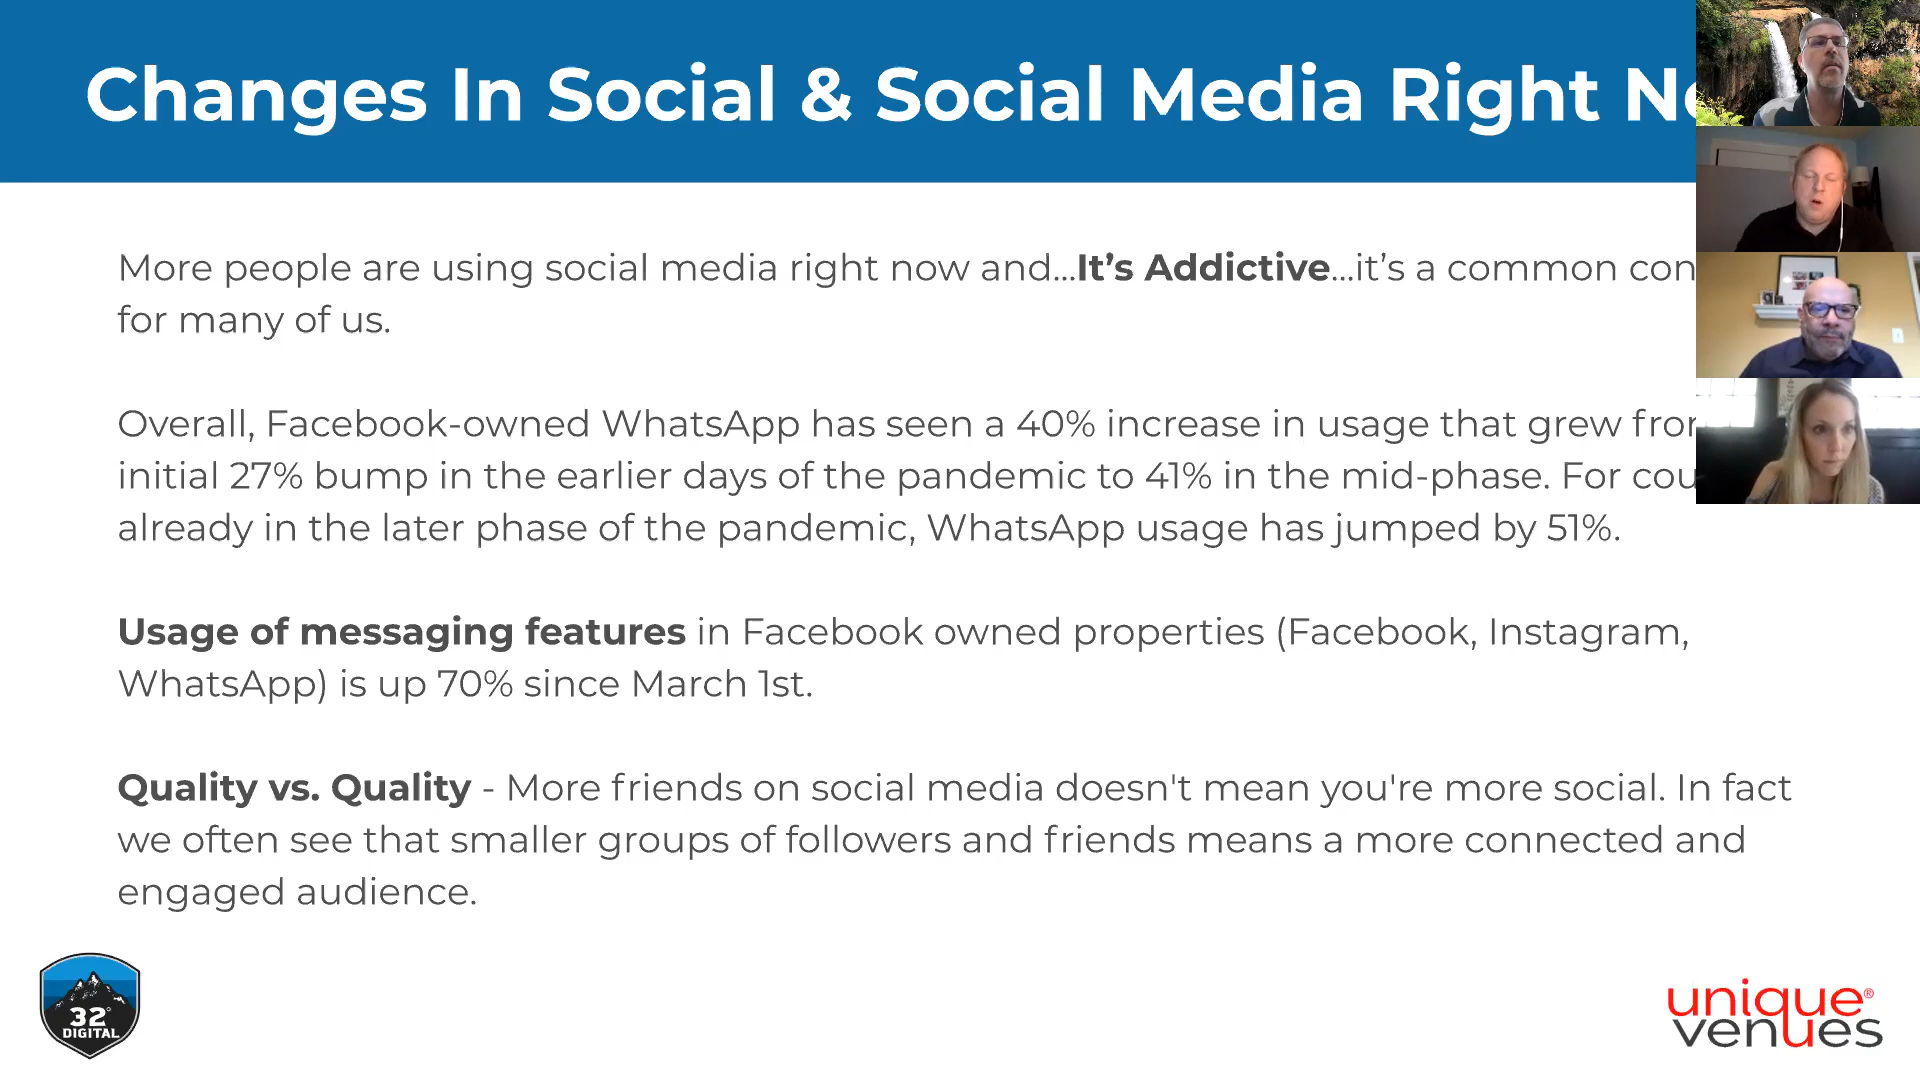 Changes In Social & Social Media Right
More people are using social media right now and...It's Addictive...it's a common
for many of us.
Overall, Facebook-owned WhatsApp has seen a 40% increase in usage that grew
initial 27% bump in the earlier days of the pandemic to 41% in the mid-phase. For
already in the later phase of the pandemic, WhatsApp usage has jumped by 51%.
Usage of messaging features in Facebook owned properties (Facebook, Instagram,
WhatsApp) is up 70% since March 1st.
Quality vs. Quality - More friends on social media doesn't mean you're more social. In fact
we often see that smaller groups of followers and friends means a more connected and
engaged audience.
32°
DIGITAL
unique®
venues